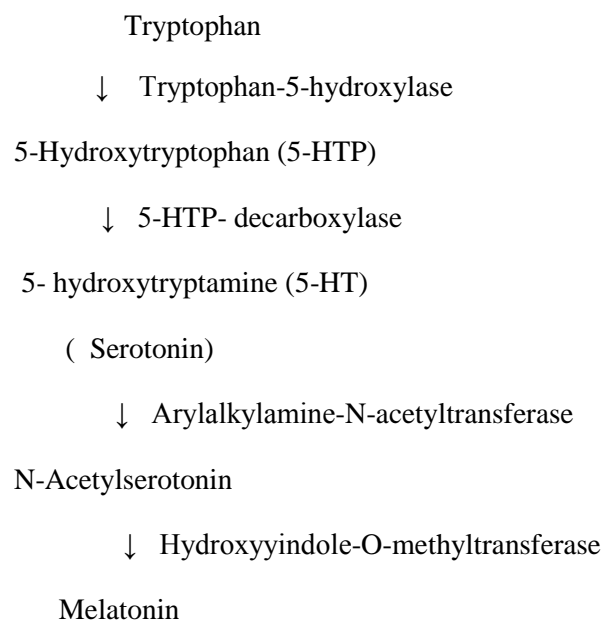 Tryptophan
↓ Tryptophan-5-hydroxylase
5-Hydroxytryptophan (5-HTP)
↓ 5-HTP- decarboxylase
5- hydroxytryptamine (5-HT)
( Serotonin)
↓ Arylalkylamine-N-acetyltransferase
N-Acetylserotonin
↓ Hydroxyyindole-O-methyltransferase
Melatonin